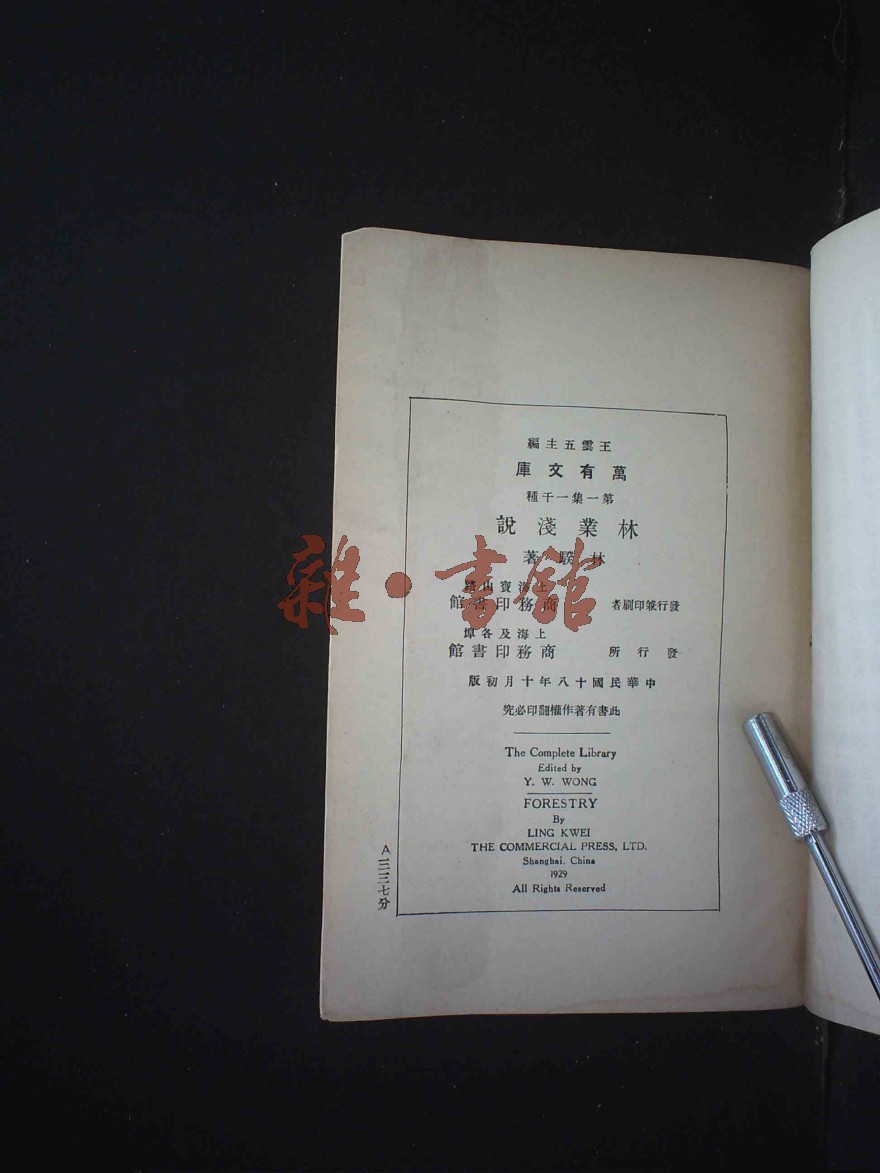 王雲五主編
萬有文庫
第一集一千種
林業淺說
林騤著
上海寶山路
發行兼印刷者 商務印書館
上海及各埠
發行所 商務印書館
中華民國十八年十月初版
此書有著作權翻印必究
The Complete Library
Edited by
Y. W. WONG
FORESTRY
By
LING KWEI
THE COMMERCIAL PRESS, LTD.
Shanghai, China
1929
All Rights Reserved
A三三七分
雜·書館